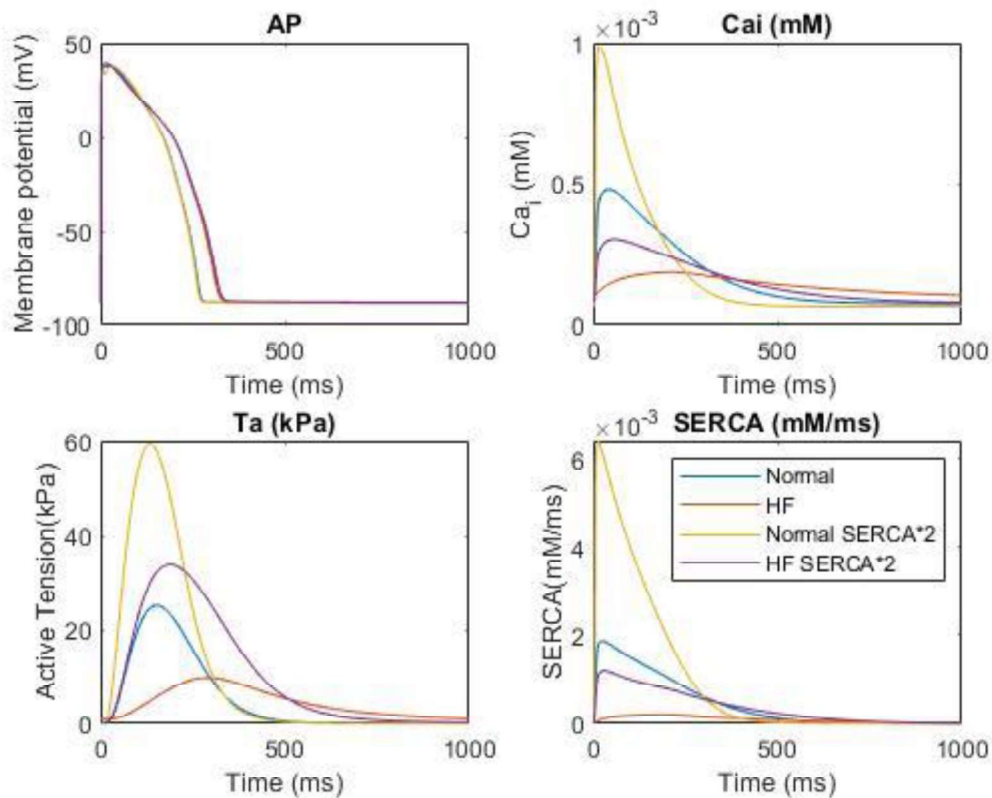 AP
50
0
-50
-100
Membrane potential (mV)
0
500
1000
Time (ms)
Cai (mM)
×10-3
1
0.5
0
Cai (mM)
0
500
1000
Time (ms)
Ta (kPa)
60
40
20
0
Active Tension(kPa)
0
500
1000
Time (ms)
SERCA (mM/ms)
×10-3
6
4
2
0
SERCA(mM/ms)
Normal
HF
Normal SERCA*2
HF SERCA*2
0
500
1000
Time (ms)